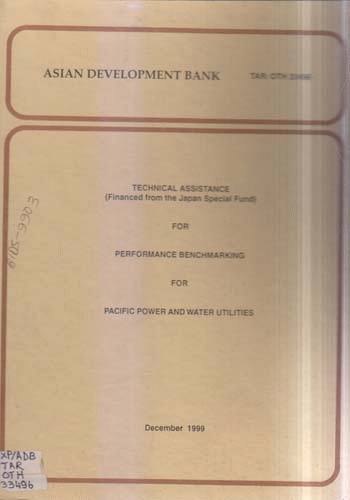 ASIAN DEVELOPMENT BANK
TAR: OTH 33496
TECHNICAL ASSISTANCE
(Financed from the Japan Special Fund)
FOR
PERFORMANCE BENCHMARKING
FOR
PACIFIC POWER AND WATER UTILITIES
December 1999
XP/ADB
TAR
OTH
33496